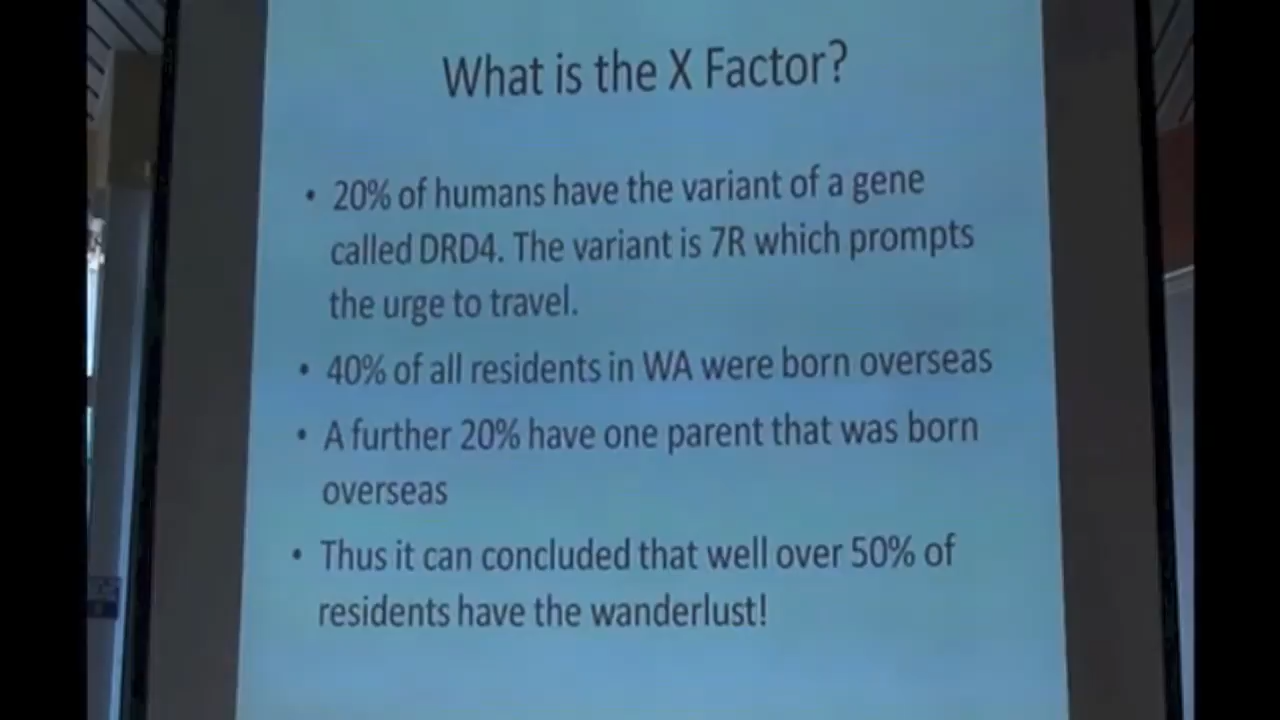 What is the X Factor?
• 20% of humans have the variant of a gene
called DRD4. The variant is 7R which prompts
the urge to travel.
• 40% of all residents in WA were born overseas
• A further 20% have one parent that was born
overseas
• Thus it can concluded that well over 50% of
residents have the wanderlust!